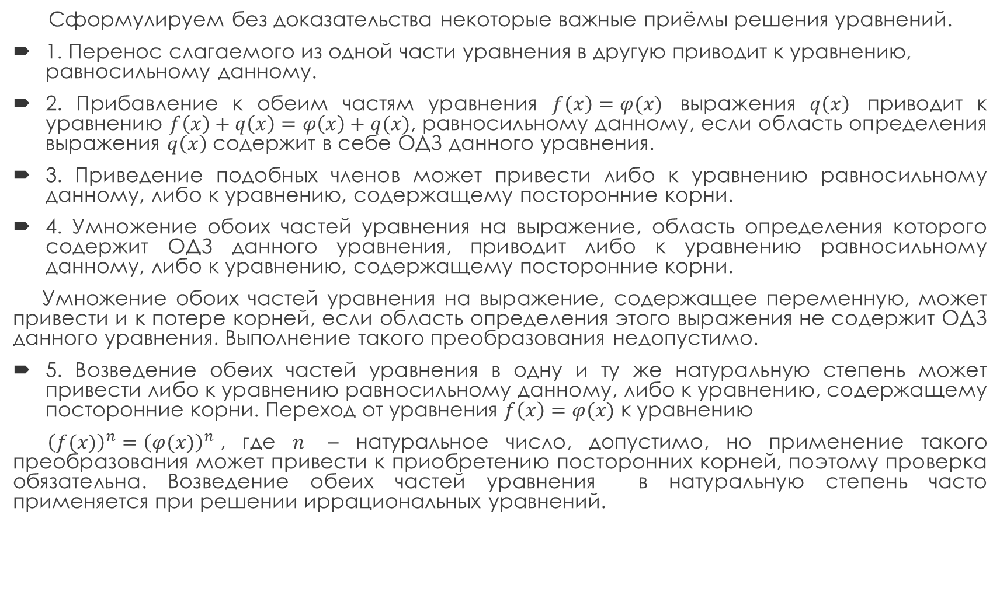 Сформулируем без доказательства некоторые важные приёмы решения уравнений.
1. Перенос слагаемого из одной части уравнения в другую приводит к уравнению,
равносильному данному.
2. Прибавление к обеим частям уравнения f(x) = φ(x) выражения q(x) приводит к
уравнению f(x) + q(x) = φ(x) + q(x), равносильному данному, если область определения
выражения q(x) содержит в себе ОДЗ данного уравнения.
3. Приведение подобных членов может привести либо к уравнению равносильному
данному, либо к уравнению, содержащему посторонние корни.
4. Умножение обоих частей уравнения на выражение, область определения которого
содержит ОДЗ данного уравнения, приводит либо к уравнению равносильному
данному, либо к уравнению, содержащему посторонние корни.
Умножение обоих частей уравнения на выражение, содержащее переменную, может
привести и к потере корней, если область определения этого выражения не содержит ОДЗ
данного уравнения. Выполнение такого преобразования недопустимо.
5. Возведение обеих частей уравнения в одну и ту же натуральную степень может
привести либо к уравнению равносильному данному, либо к уравнению, содержащему
посторонние корни. Переход от уравнения f(x) = φ(x) к уравнению
(f(x))ⁿ = (φ(x))ⁿ , где n – натуральное число, допустимо, но применение такого
преобразования может привести к приобретению посторонних корней, поэтому проверка
обязательна. Возведение обеих частей уравнения в натуральную степень часто
применяется при решении иррациональных уравнений.